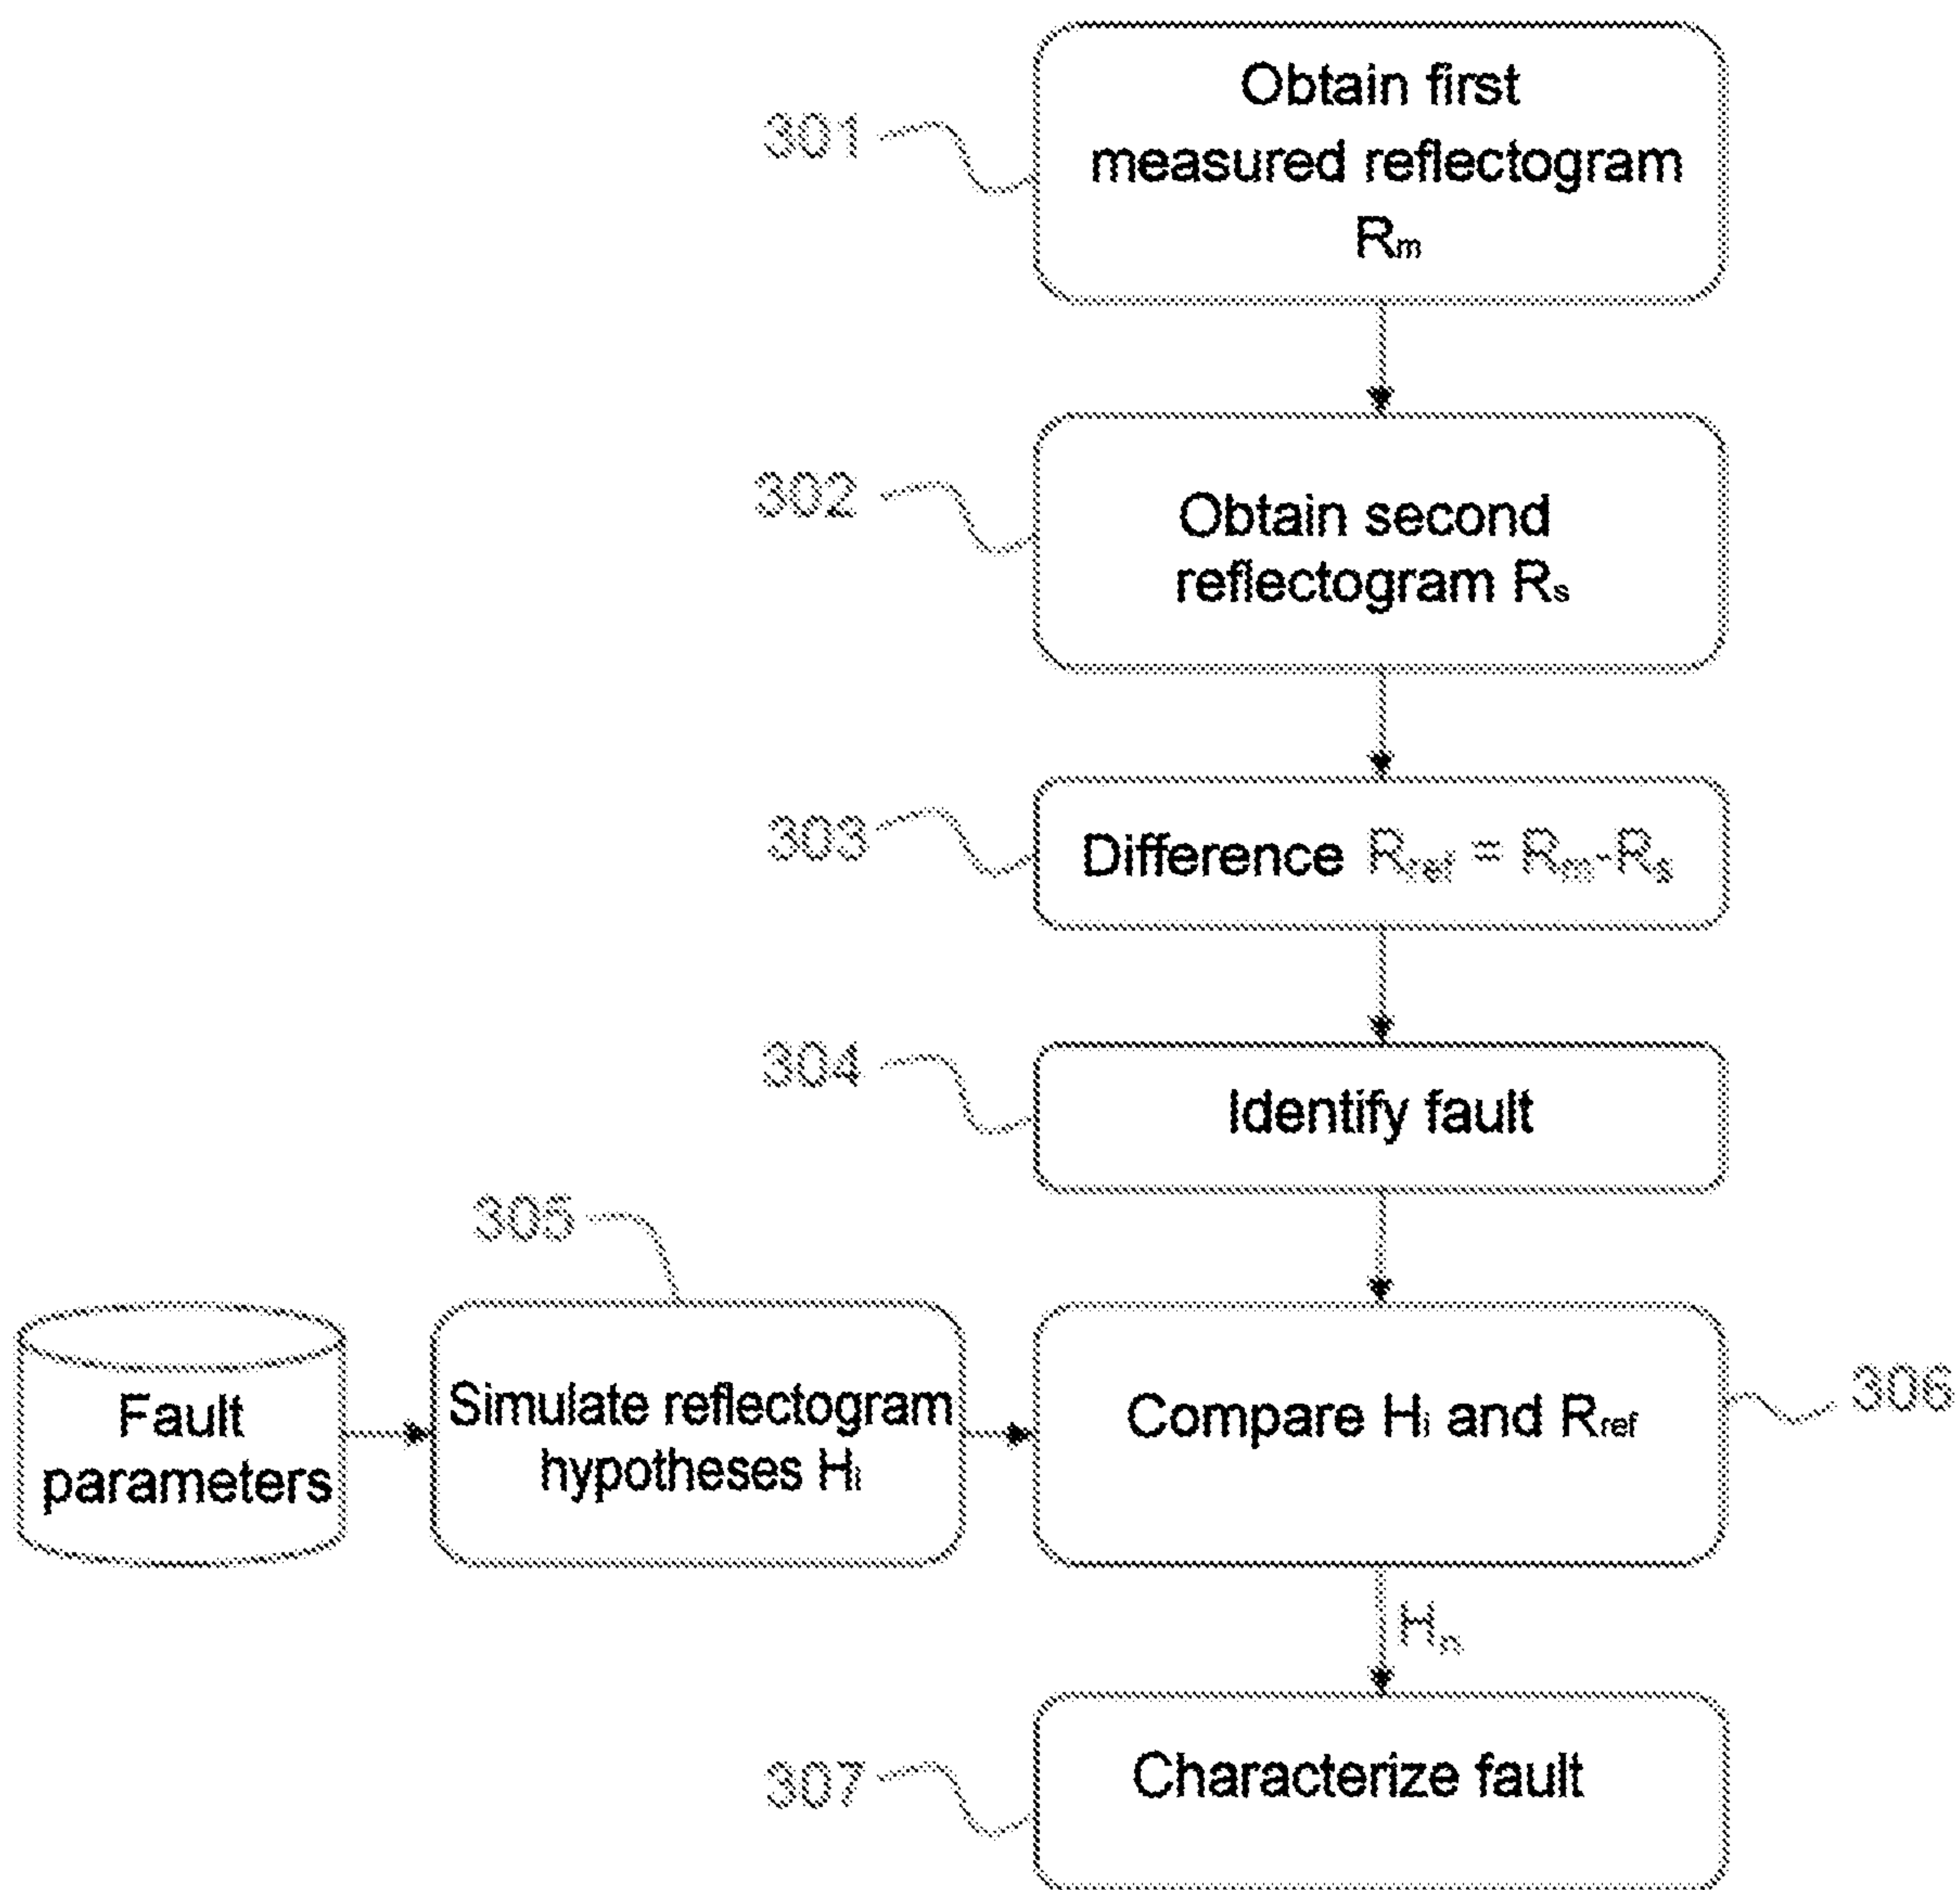 301
Obtain first
measured reflectogram
Rm
302
Obtain second
reflectogram Rs
303
Difference Rref = Rm-Rs
304
Identify fault
305
Fault
parameters
Simulate reflectogram
hypotheses Hi
Compare Hi and Rref
306
Hn
307
Characterize fault